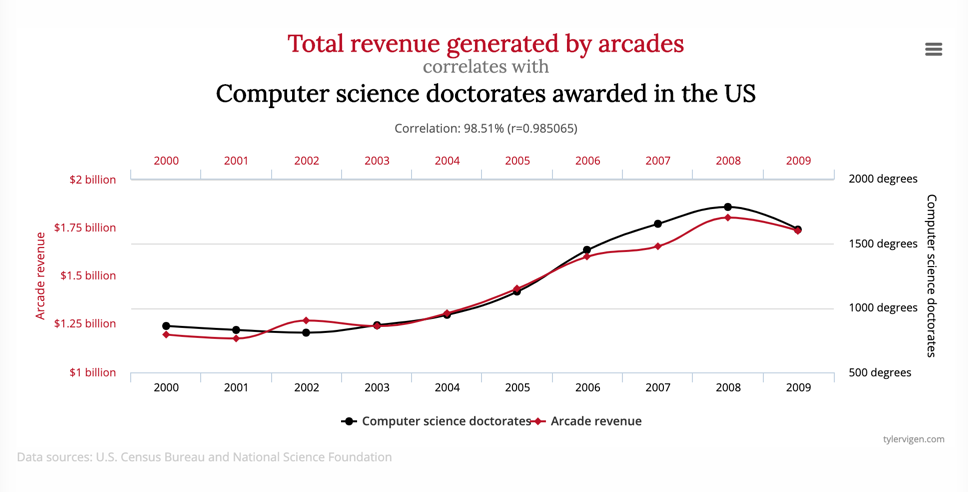 Total revenue generated by arcades
correlates with
Computer science doctorates awarded in the US
Correlation: 98.51% (r=0.985065)
2000 2001 2002 2003 2004 2005 2006 2007 2008 2009
$2 billion
$1.75 billion
$1.5 billion
$1.25 billion
$1 billion
Arcade revenue
2000 degrees
1500 degrees
1000 degrees
500 degrees
Computer science doctorates
2000 2001 2002 2003 2004 2005 2006 2007 2008 2009
Computer science doctorates Arcade revenue
tylervigen.com
Data sources: U.S. Census Bureau and National Science Foundation